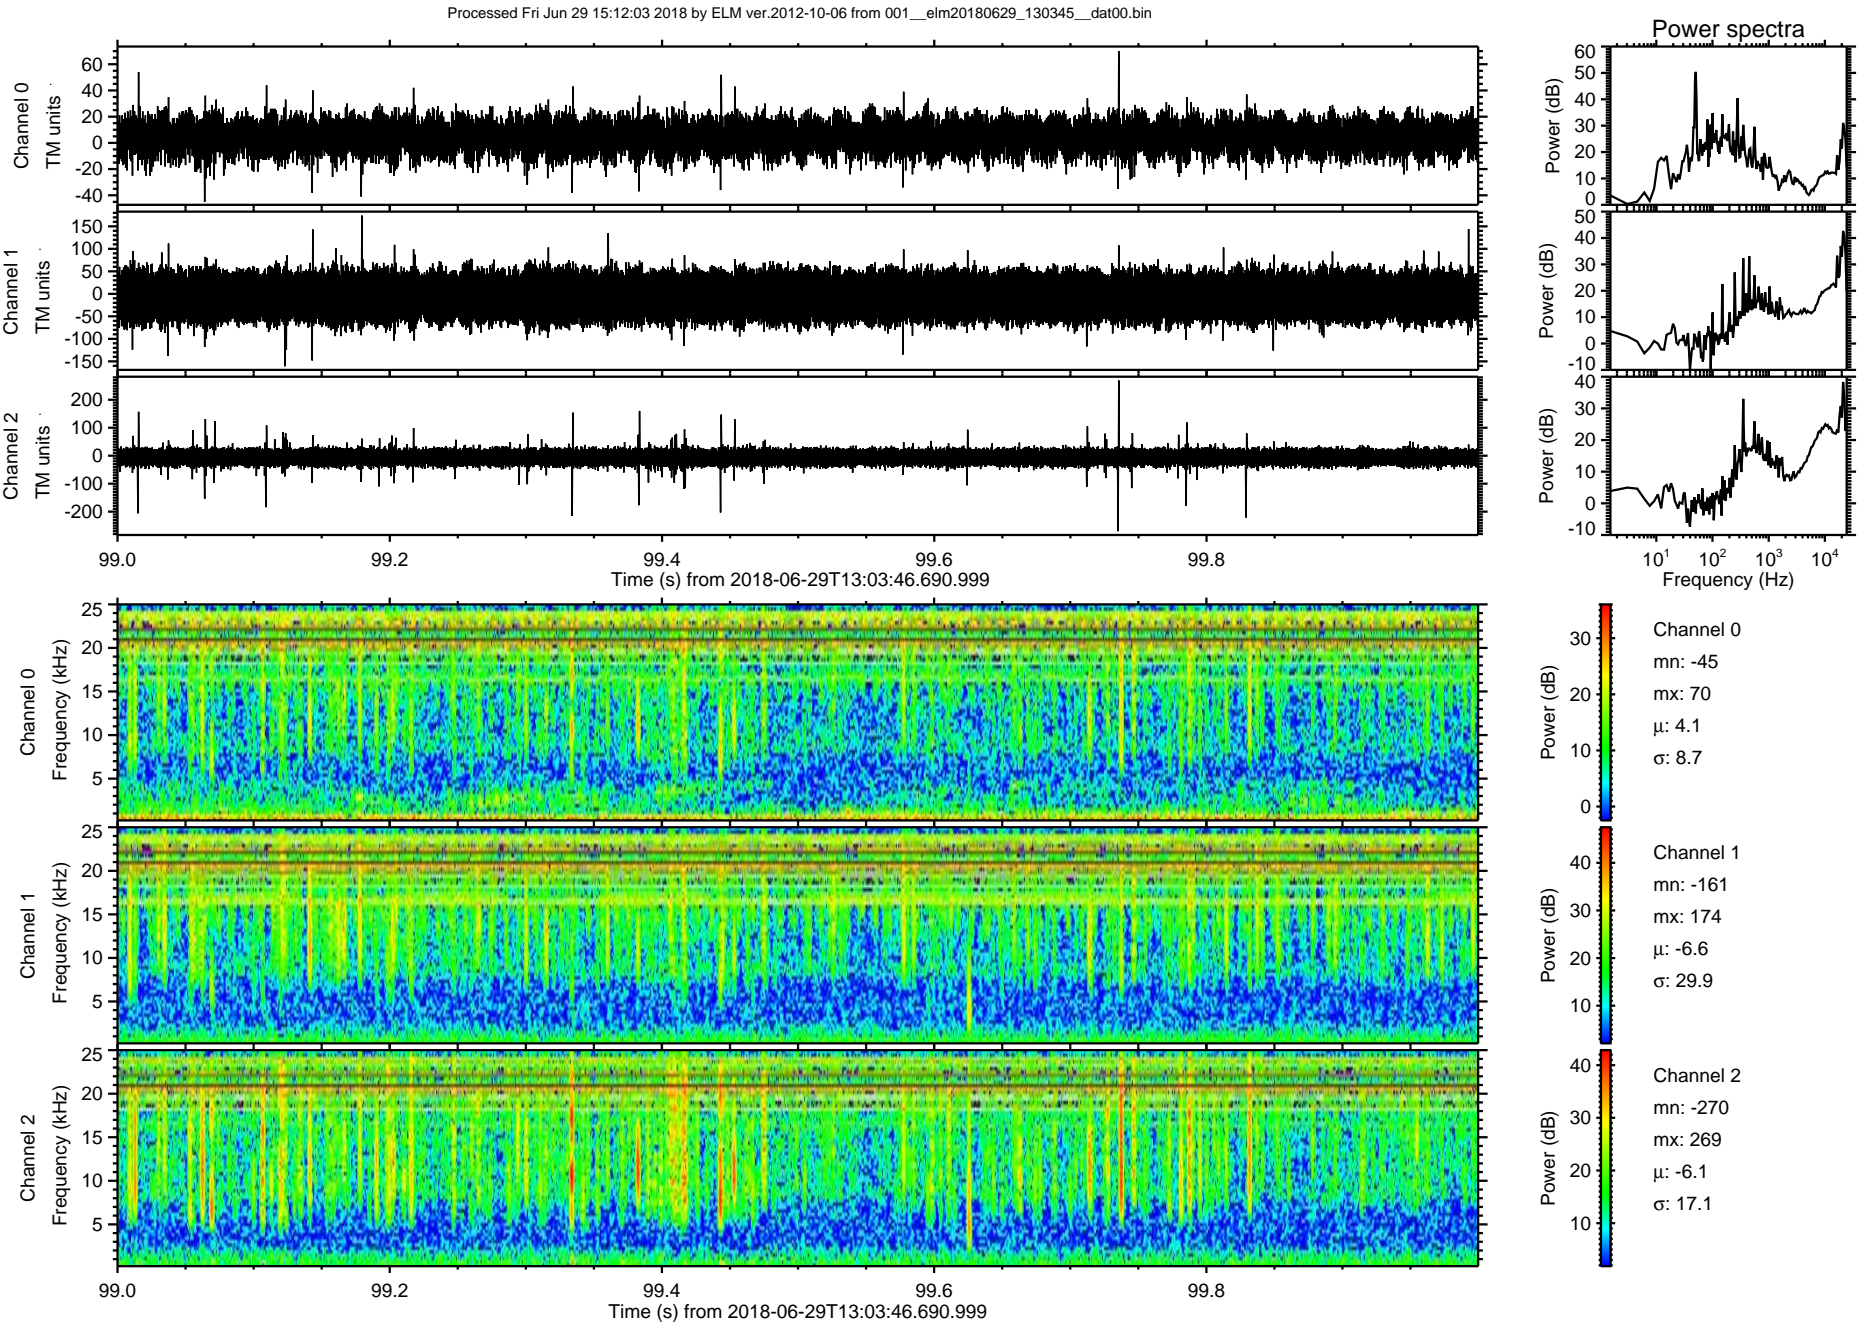 Processed Fri Jun 29 15:12:03 2018 by ELM ver.2012-10-06 from 001__elm20180629_130345__dat00.bin
Power spectra
Channel 0
TM units
60
40
20
0
-20
-40
Power (dB)
60
50
40
30
20
10
0
Channel 1
TM units
150
100
50
0
-50
-100
-150
Power (dB)
50
40
30
20
10
0
-10
Channel 2
TM units
200
100
0
-100
-200
Power (dB)
40
30
20
10
0
-10
99.0 99.2 99.4 99.6 99.8
Time (s) from 2018-06-29T13:03:46.690.999
10¹ 10² 10³ 10⁴
Frequency (Hz)
Channel 0
Frequency (kHz)
25
20
15
10
5
Power (dB)
30
20
10
0
Channel 0
mn: -45
mx: 70
μ: 4.1
σ: 8.7
Channel 1
Frequency (kHz)
25
20
15
10
5
Power (dB)
40
30
20
10
Channel 1
mn: -161
mx: 174
μ: -6.6
σ: 29.9
Channel 2
Frequency (kHz)
25
20
15
10
5
Power (dB)
40
30
20
10
Channel 2
mn: -270
mx: 269
μ: -6.1
σ: 17.1
99.0 99.2 99.4 99.6 99.8
Time (s) from 2018-06-29T13:03:46.690.999